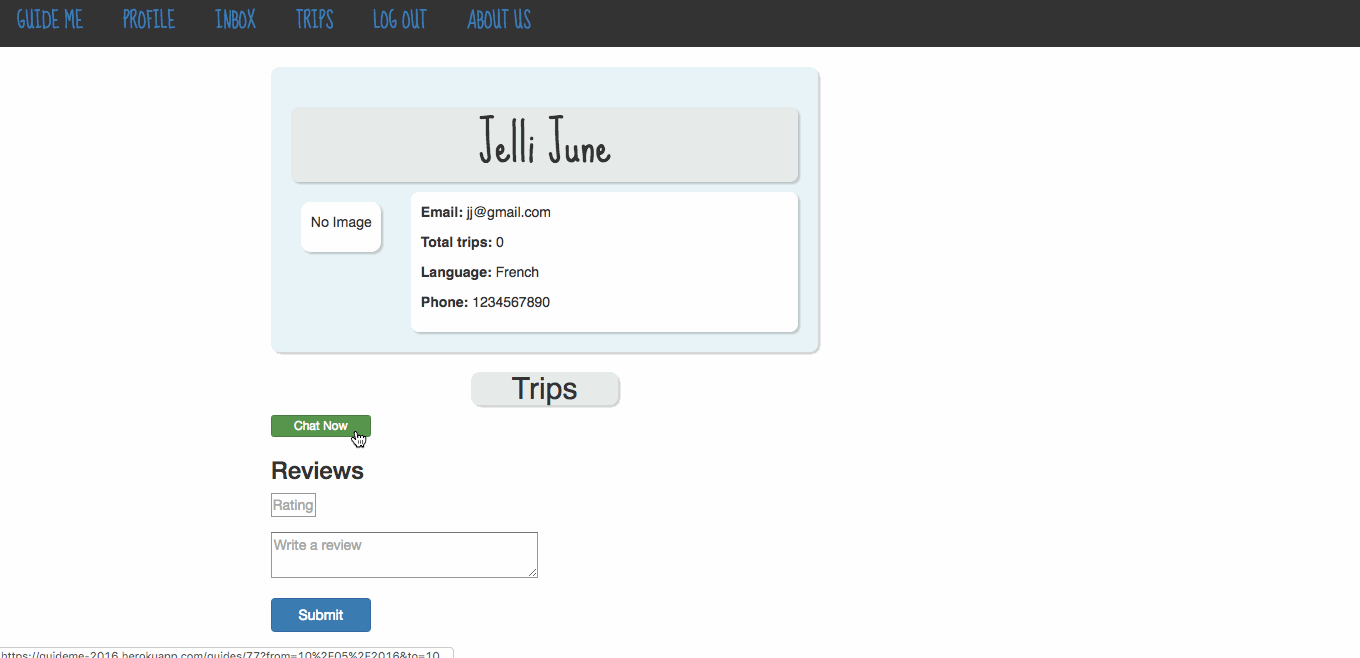 GUIDE ME PROFILE INBOX TRIPS LOG OUT ABOUT US
Jelli June
No Image
Email: jj@gmail.com
Total trips: 0
Language: French
Phone: 1234567890
Trips
Chat Now
Reviews
Rating
Write a review
Submit
https://guideme-2016.herokuapp.com/guides/77?from=10%2F05%2F2016&to=10...